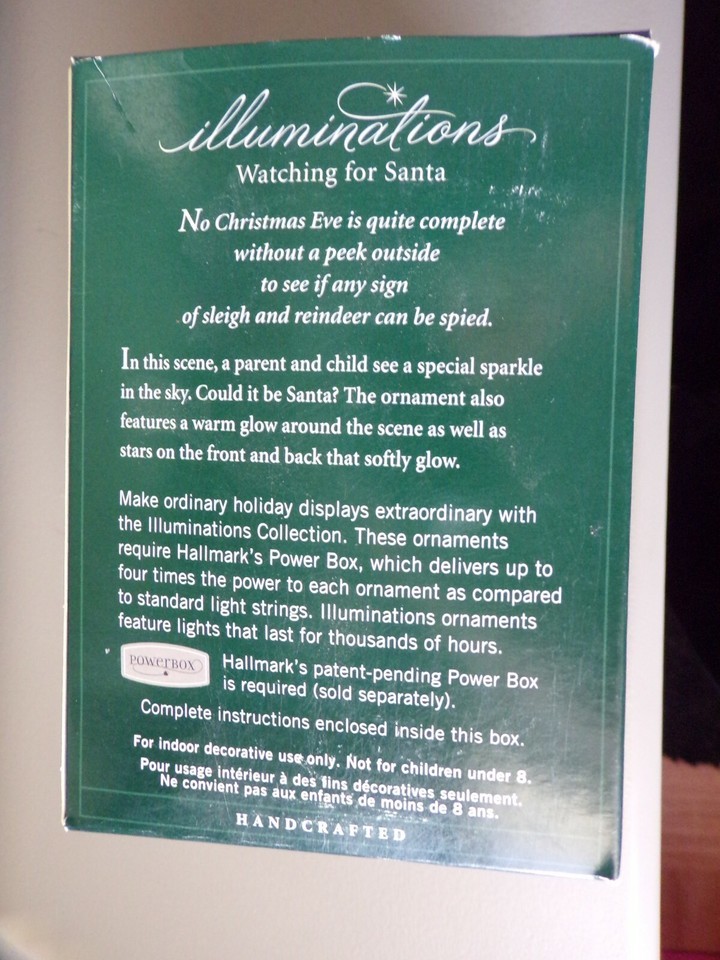 illuminations
Watching for Santa
No Christmas Eve is quite complete
without a peek outside
to see if any sign
of sleigh and reindeer can be spied.
In this scene, a parent and child see a special sparkle
in the sky. Could it be Santa? The ornament also
features a warm glow around the scene as well as
stars on the front and back that softly glow.
Make ordinary holiday displays extraordinary with
the Illuminations Collection. These ornaments
require Hallmark's Power Box, which delivers up to
four times the power to each ornament as compared
to standard light strings. Illuminations ornaments
feature lights that last for thousands of hours.
POWERBOX
Hallmark's patent-pending Power Box
is required (sold separately).
Complete instructions enclosed inside this box.
For indoor decorative use only. Not for children under 8.
Pour usage intérieur à des fins décoratives seulement.
Ne convient pas aux enfants de moins de 8 ans.
HANDCRAFTED